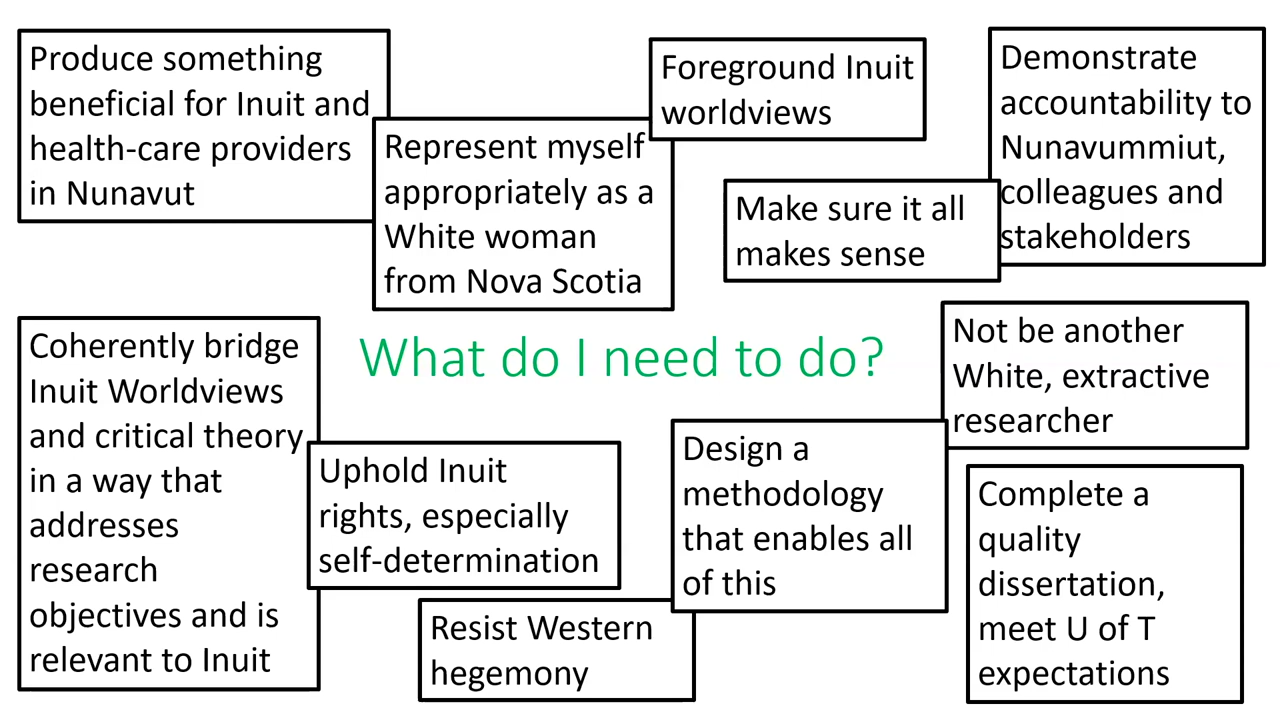 Produce something
beneficial for Inuit and
health-care providers
in Nunavut
Represent myself
appropriately as a
White woman
from Nova Scotia
Foreground Inuit
worldviews
Make sure it all
makes sense
Demonstrate
accountability to
Nunavummiut,
colleagues and
stakeholders
What do I need to do?
Coherently bridge
Inuit Worldviews
and critical theory
in a way that
addresses
research
objectives and is
relevant to Inuit
Uphold Inuit
rights, especially
self-determination
Resist Western
hegemony
Design a
methodology
that enables all
of this
Not be another
White, extractive
researcher
Complete a
quality
dissertation,
meet U of T
expectations